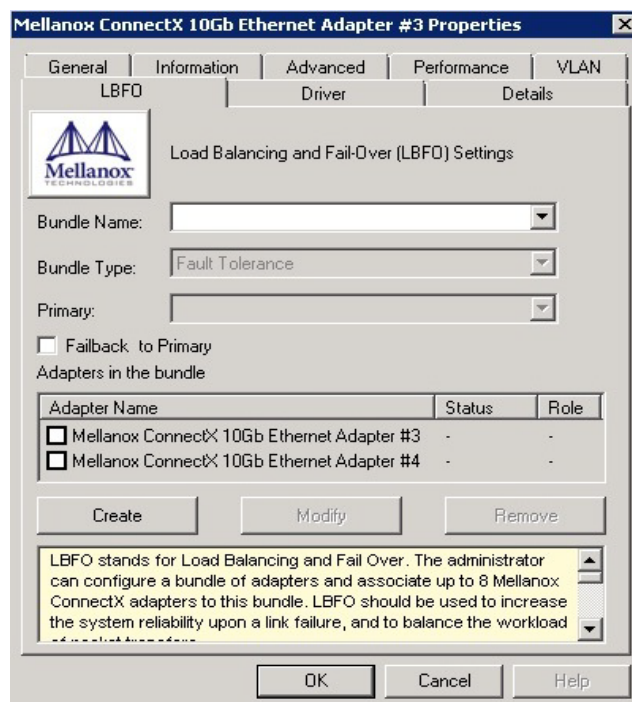 Mellanox ConnectX 10Gb Ethernet Adapter #3 Properties
General Information Advanced Performance VLAN
LBFO Driver Details
Mellanox
TECHNOLOGIES
Load Balancing and Fail-Over (LBFO) Settings
Bundle Name:
Bundle Type: Fault Tolerance
Primary:
Failback to Primary
Adapters in the bundle
Adapter Name Status Role
Mellanox ConnectX 10Gb Ethernet Adapter #3 - -
Mellanox ConnectX 10Gb Ethernet Adapter #4 - -
Create Modify Remove
LBFO stands for Load Balancing and Fail Over. The administrator
can configure a bundle of adapters and associate up to 8 Mellanox
ConnectX adapters to this bundle. LBFO should be used to increase
the system reliability upon a link failure, and to balance the workload
of packet transfers
OK Cancel Help